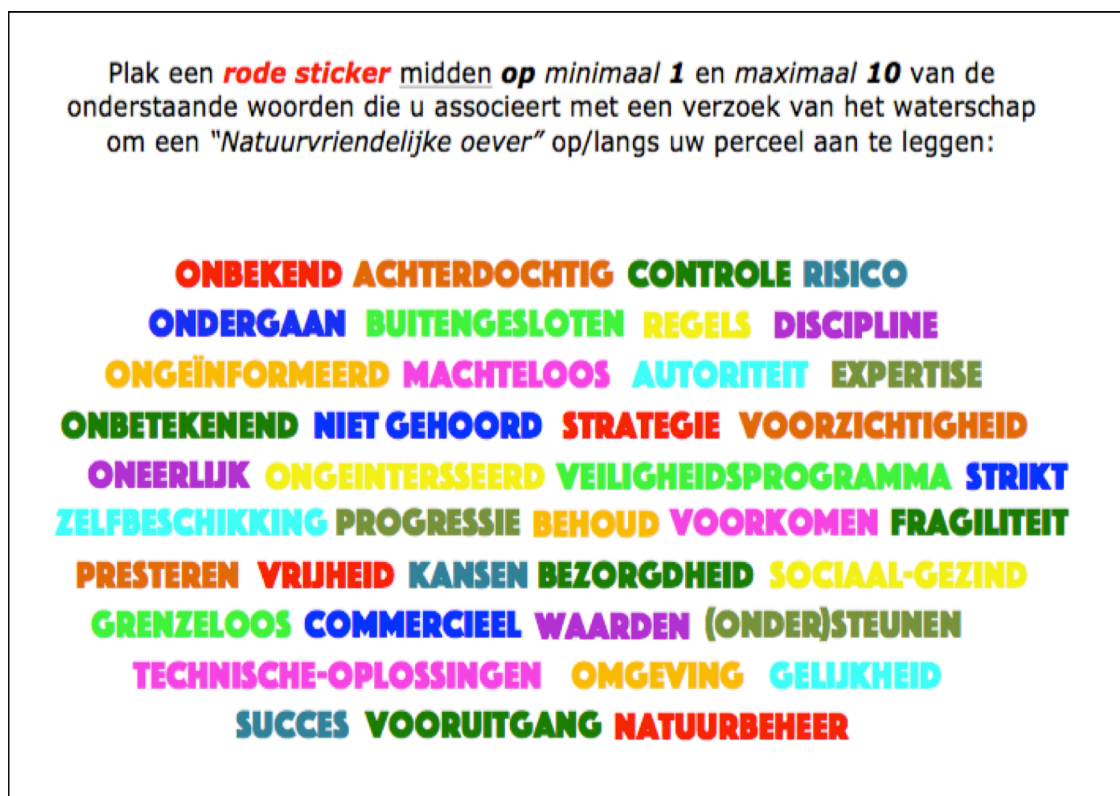 Plak een rode sticker midden op minimaal 1 en maximaal 10 van de
onderstaande woorden die u associeert met een verzoek van het waterschap
om een “Natuurvriendelijke oever” op/langs uw perceel aan te leggen:
ONBEKEND ACHTERDOCHTIG CONTROLE RISICO
ONDERGAAN BUITENGESLOTEN REGELS DISCIPLINE
ONGEÏNFORMEERD MACHTELOOS AUTORITEIT EXPERTISE
ONBETEKENEND NIET GEHOORD STRATEGIE VOORZICHTIGHEID
ONEERLIJK ONGEINTERSSEERD VEILIGHEIDSPROGRAMMA STRIKT
ZELFBESCHIKKING PROGRESSIE BEHOUD VOORKOMEN FRAGILITEIT
PRESTEREN VRIJHEID KANSEN BEZORGDHEID SOCIAAL-GEZIND
GRENZELOOS COMMERCIEEL WAARDEN (ONDER)STEUNEN
TECHNISCHE-OPLOSSINGEN OMGEVING GELIJKHEID
SUCCES VOORUITGANG NATUURBEHEER